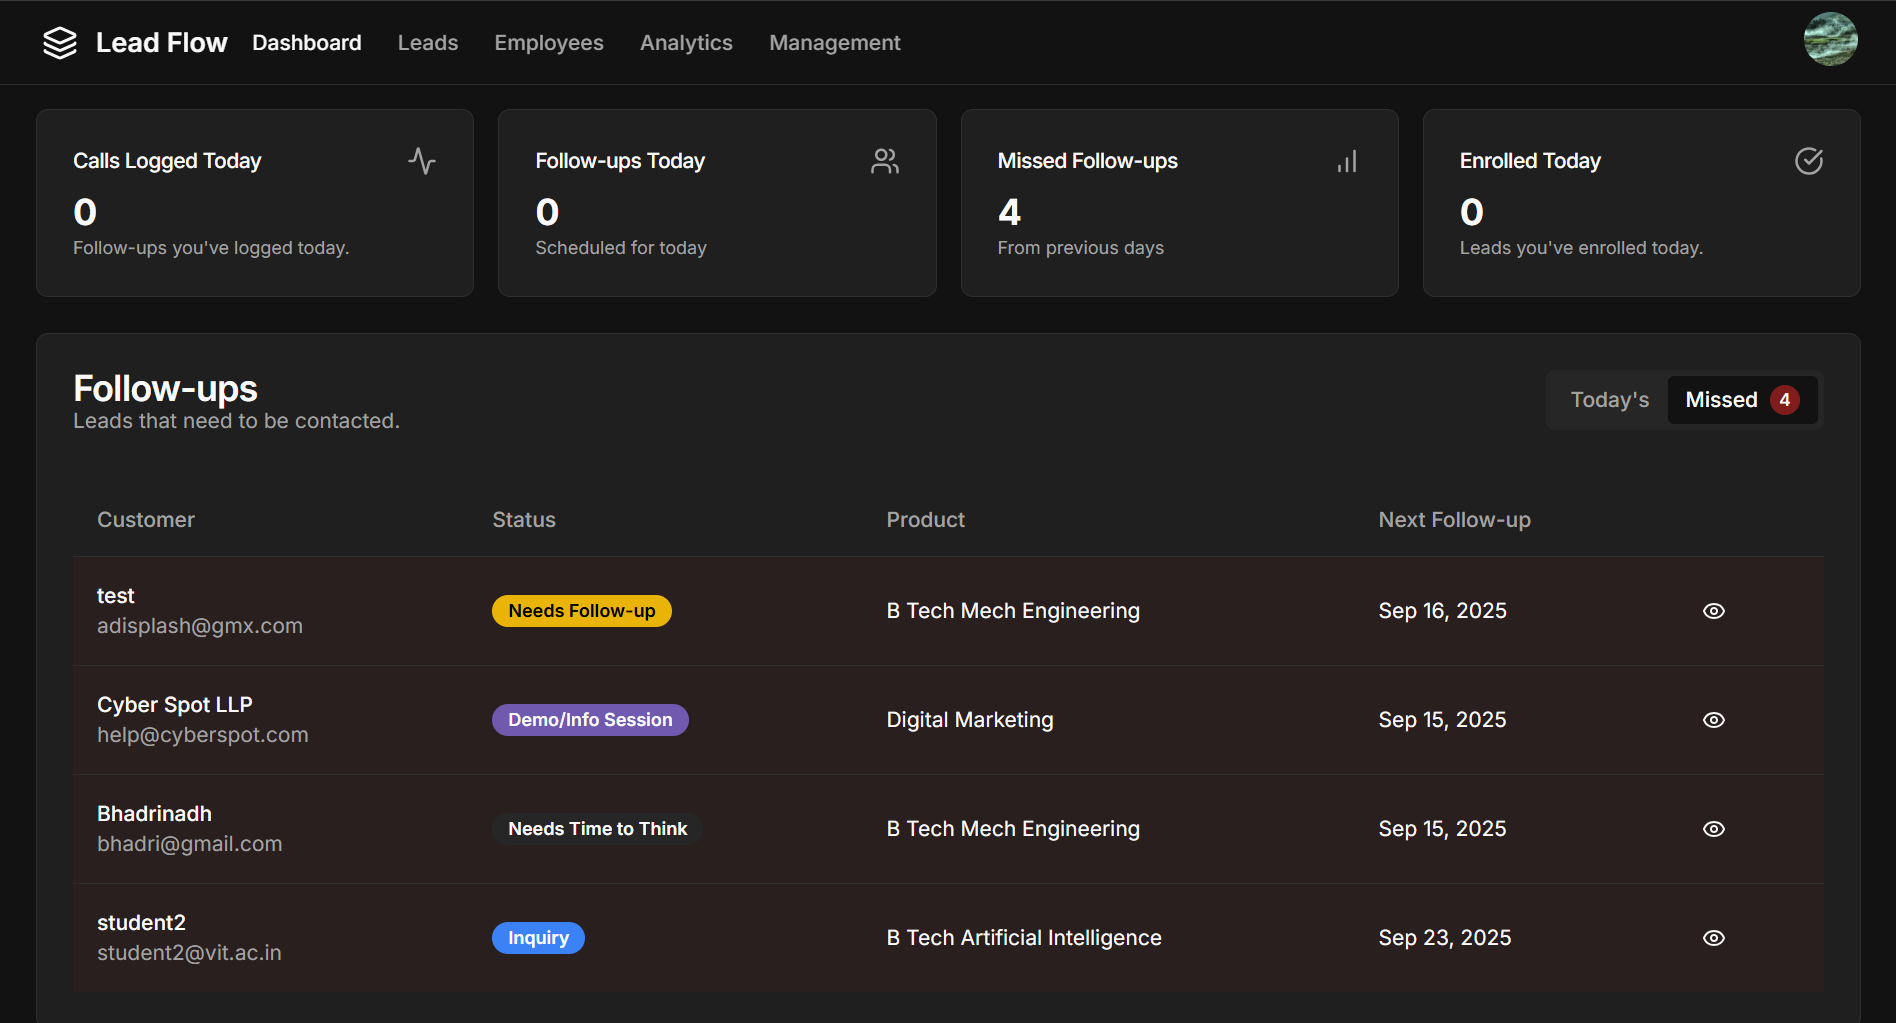 Lead Flow Dashboard Leads Employees Analytics Management
Calls Logged Today
0
Follow-ups you've logged today.
Follow-ups Today
0
Scheduled for today
Missed Follow-ups
4
From previous days
Enrolled Today
0
Leads you've enrolled today.
Follow-ups
Leads that need to be contacted.
Today's Missed 4
Customer Status Product Next Follow-up
test
adisplash@gmx.com
Needs Follow-up
B Tech Mech Engineering
Sep 16, 2025
Cyber Spot LLP
help@cyberspot.com
Demo/Info Session
Digital Marketing
Sep 15, 2025
Bhadrinadh
bhadri@gmail.com
Needs Time to Think
B Tech Mech Engineering
Sep 15, 2025
student2
student2@vit.ac.in
Inquiry
B Tech Artificial Intelligence
Sep 23, 2025